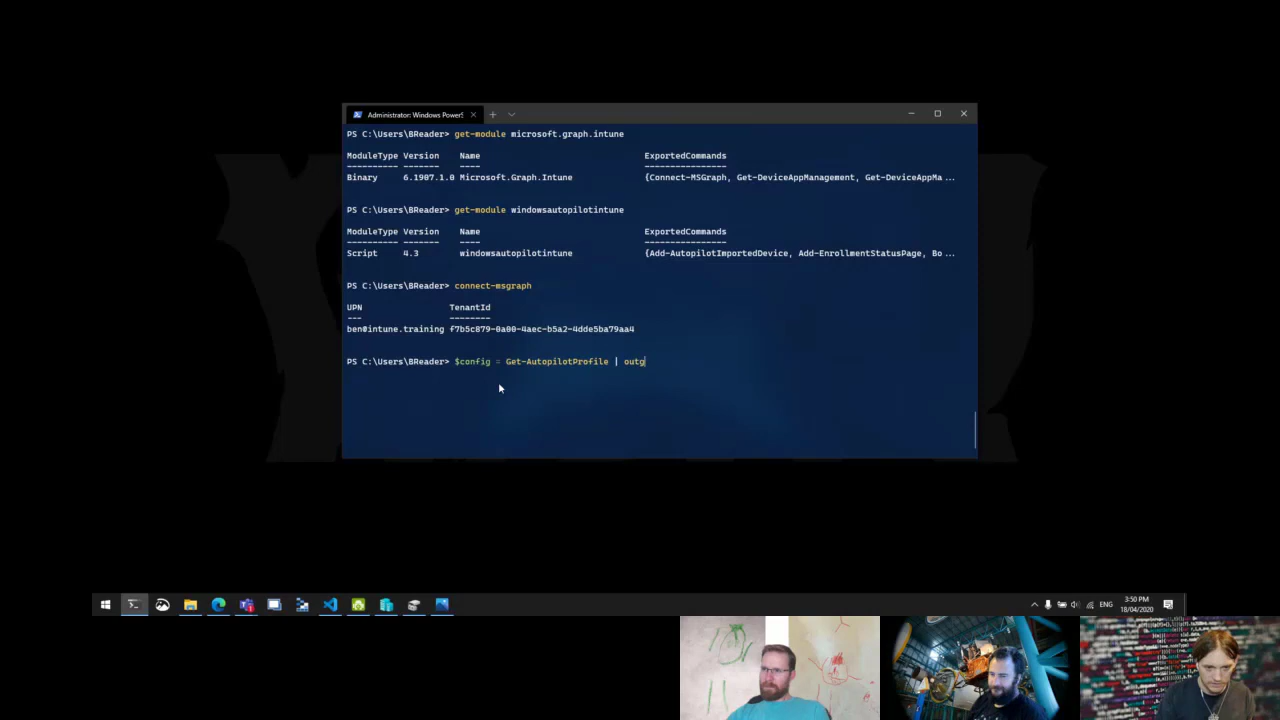 Administrator: Windows PowerS
PS C:\Users\BReader> get-module microsoft.graph.intune
ModuleType Version Name ExportedCommands
---------- ------- ---- ----------------
Binary 6.1907.1.0 Microsoft.Graph.Intune {Connect-MSGraph, Get-DeviceAppManagement, Get-DeviceAppMa...
PS C:\Users\BReader> get-module windowsautopilotintune
ModuleType Version Name ExportedCommands
---------- ------- ---- ----------------
Script 4.3 windowsautopilotintune {Add-AutopilotImportedDevice, Add-EnrollmentStatusPage, Bo...
PS C:\Users\BReader> connect-msgraph
UPN TenantId
--- --------
ben@intune.training f7b5c879-0a00-4aec-b5a2-4dde5ba79aa4
PS C:\Users\BReader> $config = Get-AutopilotProfile | outg
ENG
3:50 PM
18/04/2020